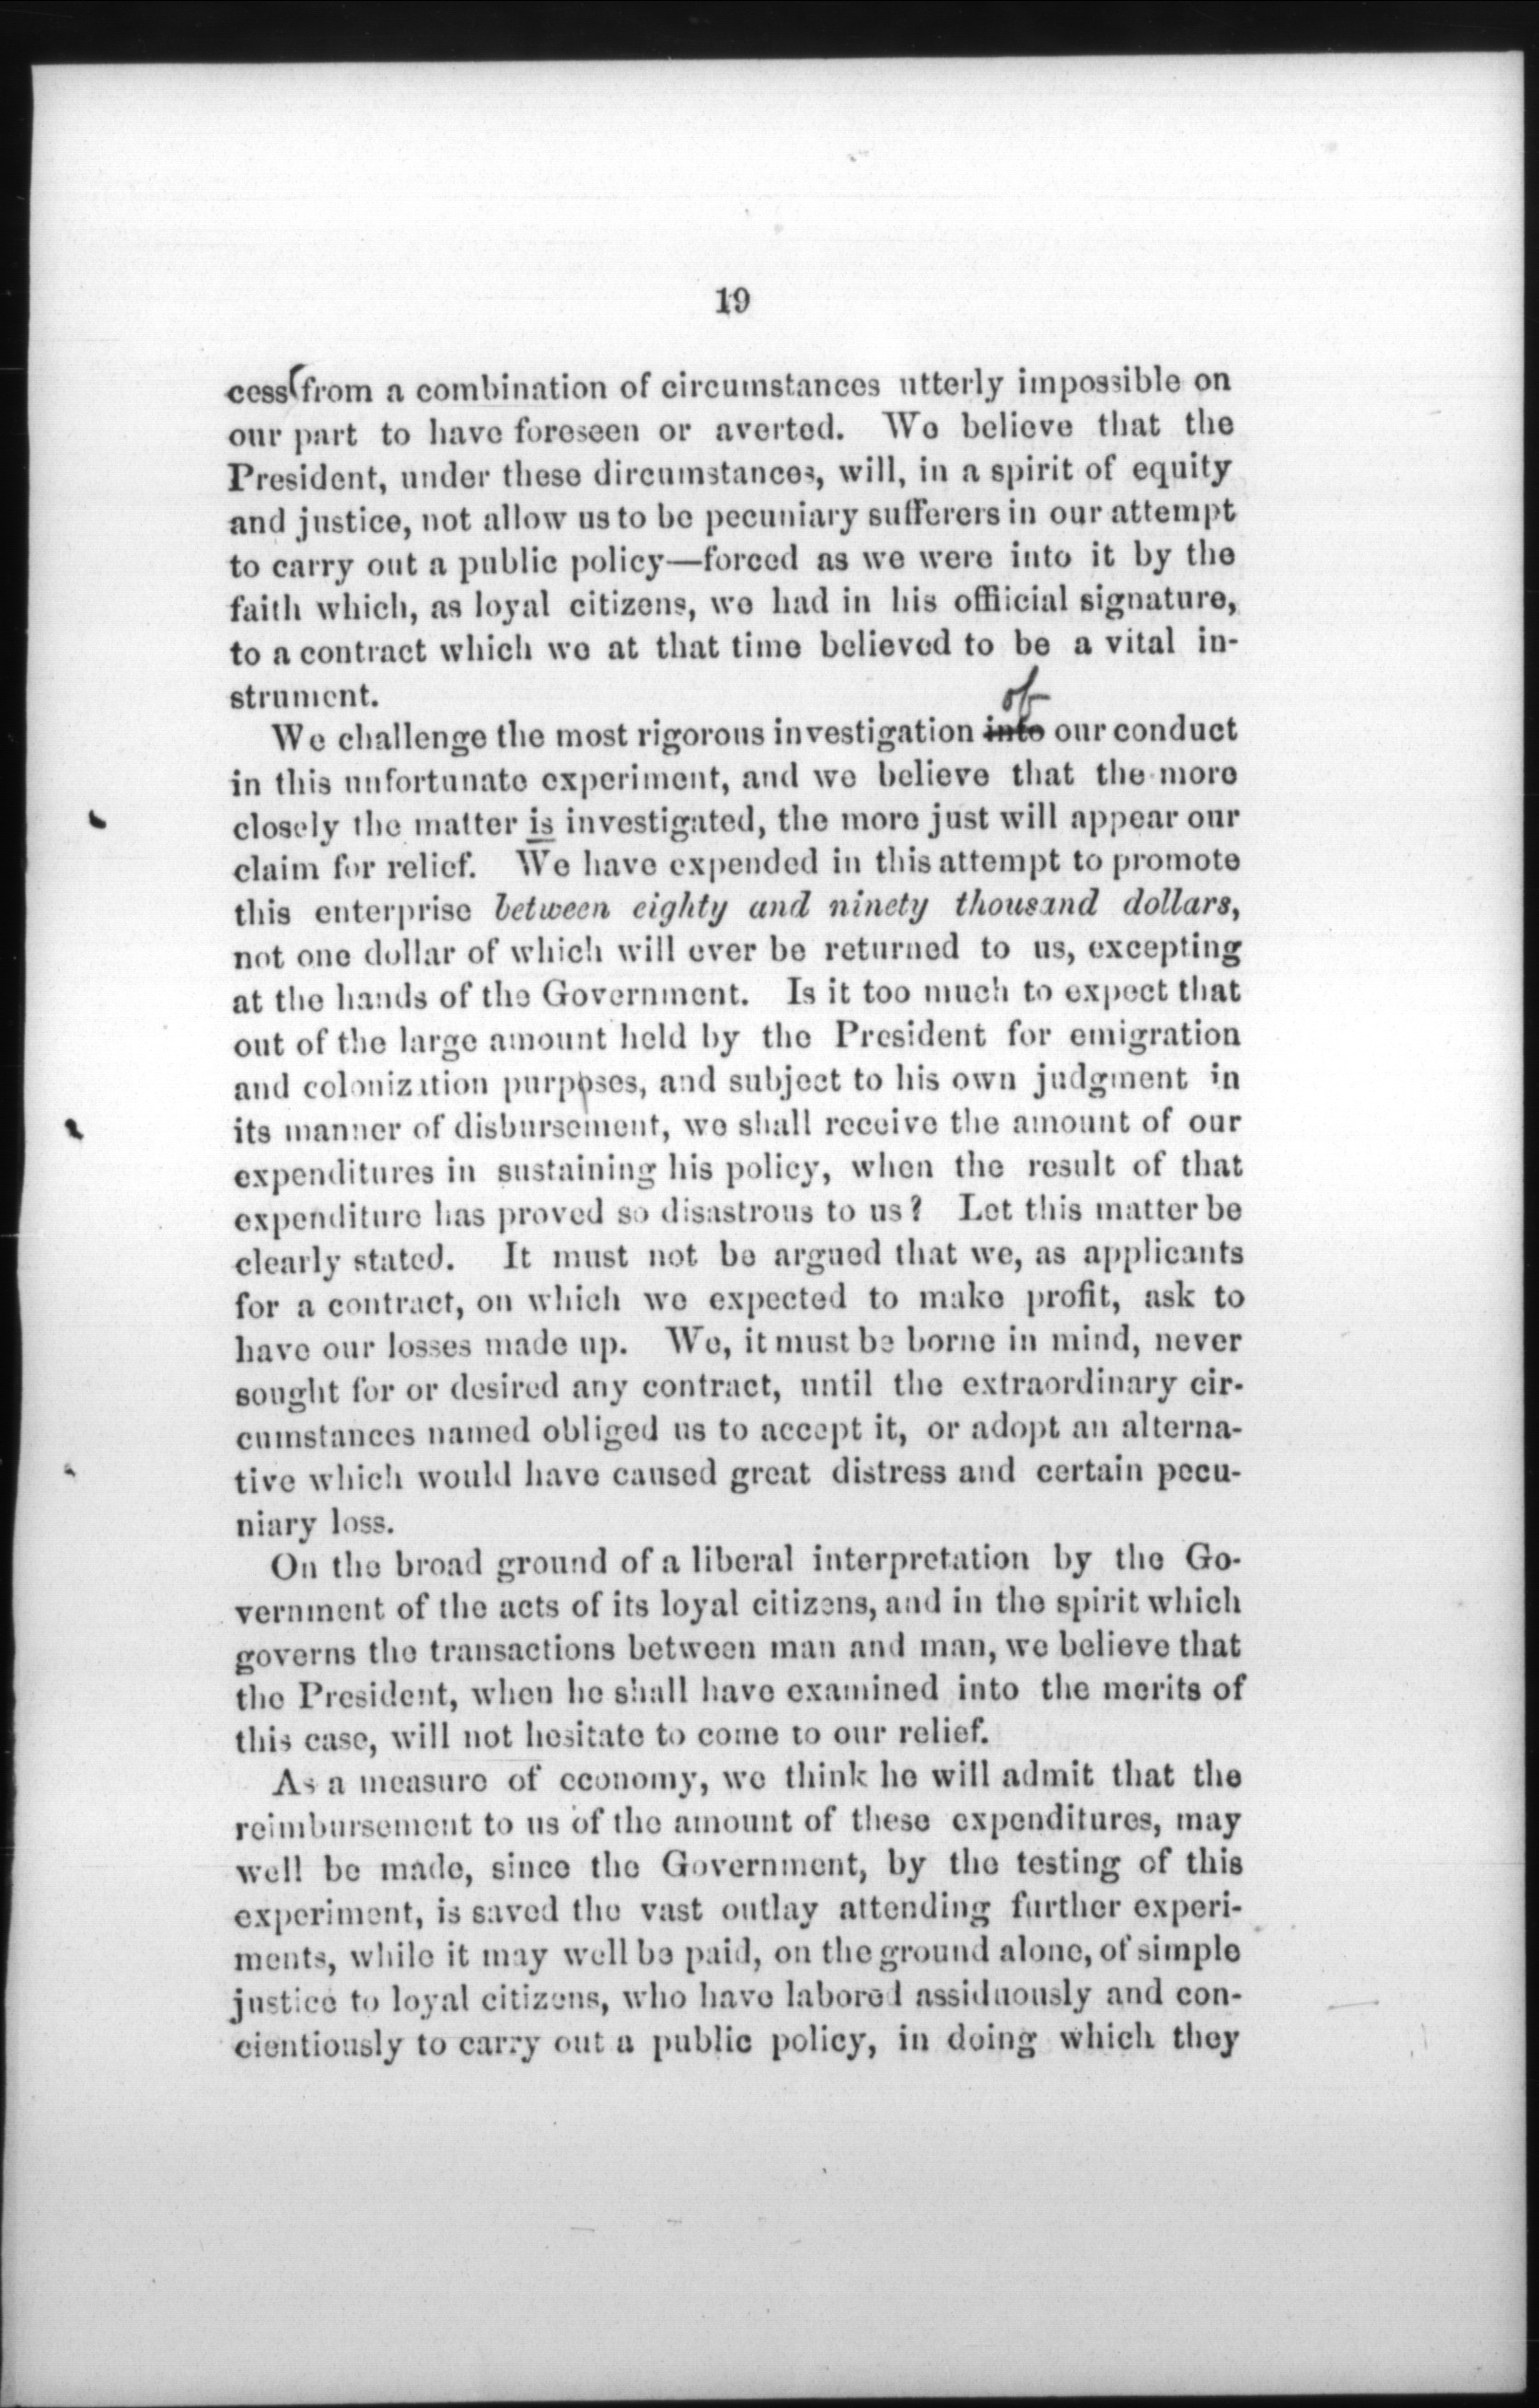 19
cess from a combination of circumstances utterly impossible on
our part to have foreseen or averted. We believe that the
President, under these dircumstances, will, in a spirit of equity
and justice, not allow us to be pecuniary sufferers in our attempt
to carry out a public policy—forced as we were into it by the
faith which, as loyal citizens, we had in his offiicial signature,
to a contract which we at that time believed to be a vital in-
strument.
of
We challenge the most rigorous investigation into our conduct
in this unfortunate experiment, and we believe that the more
closely the matter is investigated, the more just will appear our
claim for relief. We have expended in this attempt to promote
this enterprise between eighty and ninety thousand dollars,
not one dollar of which will ever be returned to us, excepting
at the hands of the Government. Is it too much to expect that
out of the large amount held by the President for emigration
and colonization purposes, and subject to his own judgment in
its manner of disbursement, we shall receive the amount of our
expenditures in sustaining his policy, when the result of that
expenditure has proved so disastrous to us? Let this matter be
clearly stated. It must not be argued that we, as applicants
for a contract, on which we expected to make profit, ask to
have our losses made up. We, it must be borne in mind, never
sought for or desired any contract, until the extraordinary cir-
cumstances named obliged us to accept it, or adopt an alterna-
tive which would have caused great distress and certain pecu-
niary loss.
On the broad ground of a liberal interpretation by the Go-
vernment of the acts of its loyal citizens, and in the spirit which
governs the transactions between man and man, we believe that
the President, when he shall have examined into the merits of
this case, will not hesitate to come to our relief.
As a measure of economy, we think he will admit that the
reimbursement to us of the amount of these expenditures, may
well be made, since the Government, by the testing of this
experiment, is saved the vast outlay attending further experi-
ments, while it may well be paid, on the ground alone, of simple
justice to loyal citizens, who have labored assiduously and con-
cientiously to carry out a public policy, in doing which they